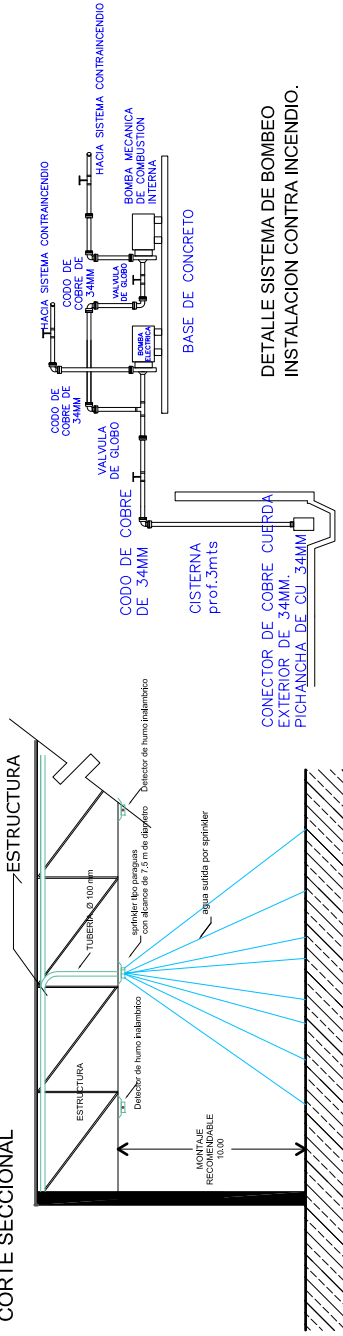 CORTE SECCIONAL
ESTRUCTURA
TUBERIA Ø 100 mm
ESTRUCTURA
sprinkler tipo paraguas
con alcance de 7,5 m de diametro
Detector de humo inalambrico
Detector de humo inalambrico
agua sutida por sprinkler
MONTAJE
RECOMENDABLE
10.00
HACIA SISTEMA CONTRAINCENDIO
HACIA SISTEMA CONTRAINCENDIO
CODO DE
COBRE DE
34MM
CODO DE
COBRE DE
34MM
VALVULA
DE GLOBO
VALVULA
DE GLOBO
BOMBA
ELECTRICA
BOMBA MECANICA
DE COMBUSTION
INTERNA
BASE DE CONCRETO
CODO DE COBRE
DE 34MM
CISTERNA
prof.3mts
CONECTOR DE COBRE CUERDA
EXTERIOR DE 34MM.
PICHANCHA DE CU 34MM
DETALLE SISTEMA DE BOMBEO
INSTALACION CONTRA INCENDIO.